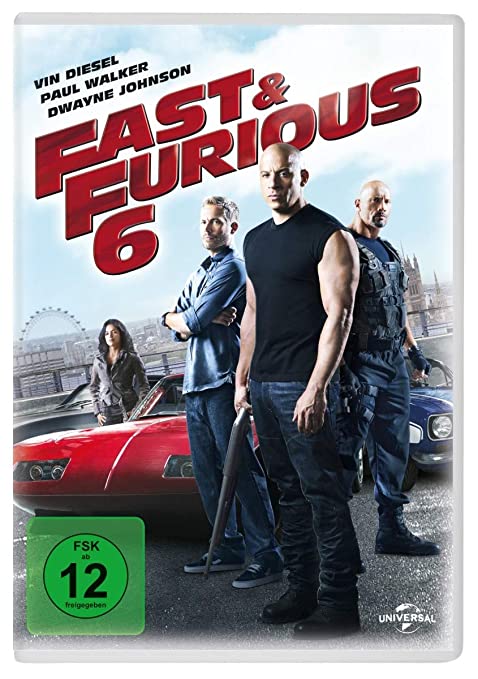 VIN DIESEL
PAUL WALKER
DWAYNE JOHNSON
FAST &
FURIOUS
6
FSK
ab
12
freigegeben
UNIVERSAL